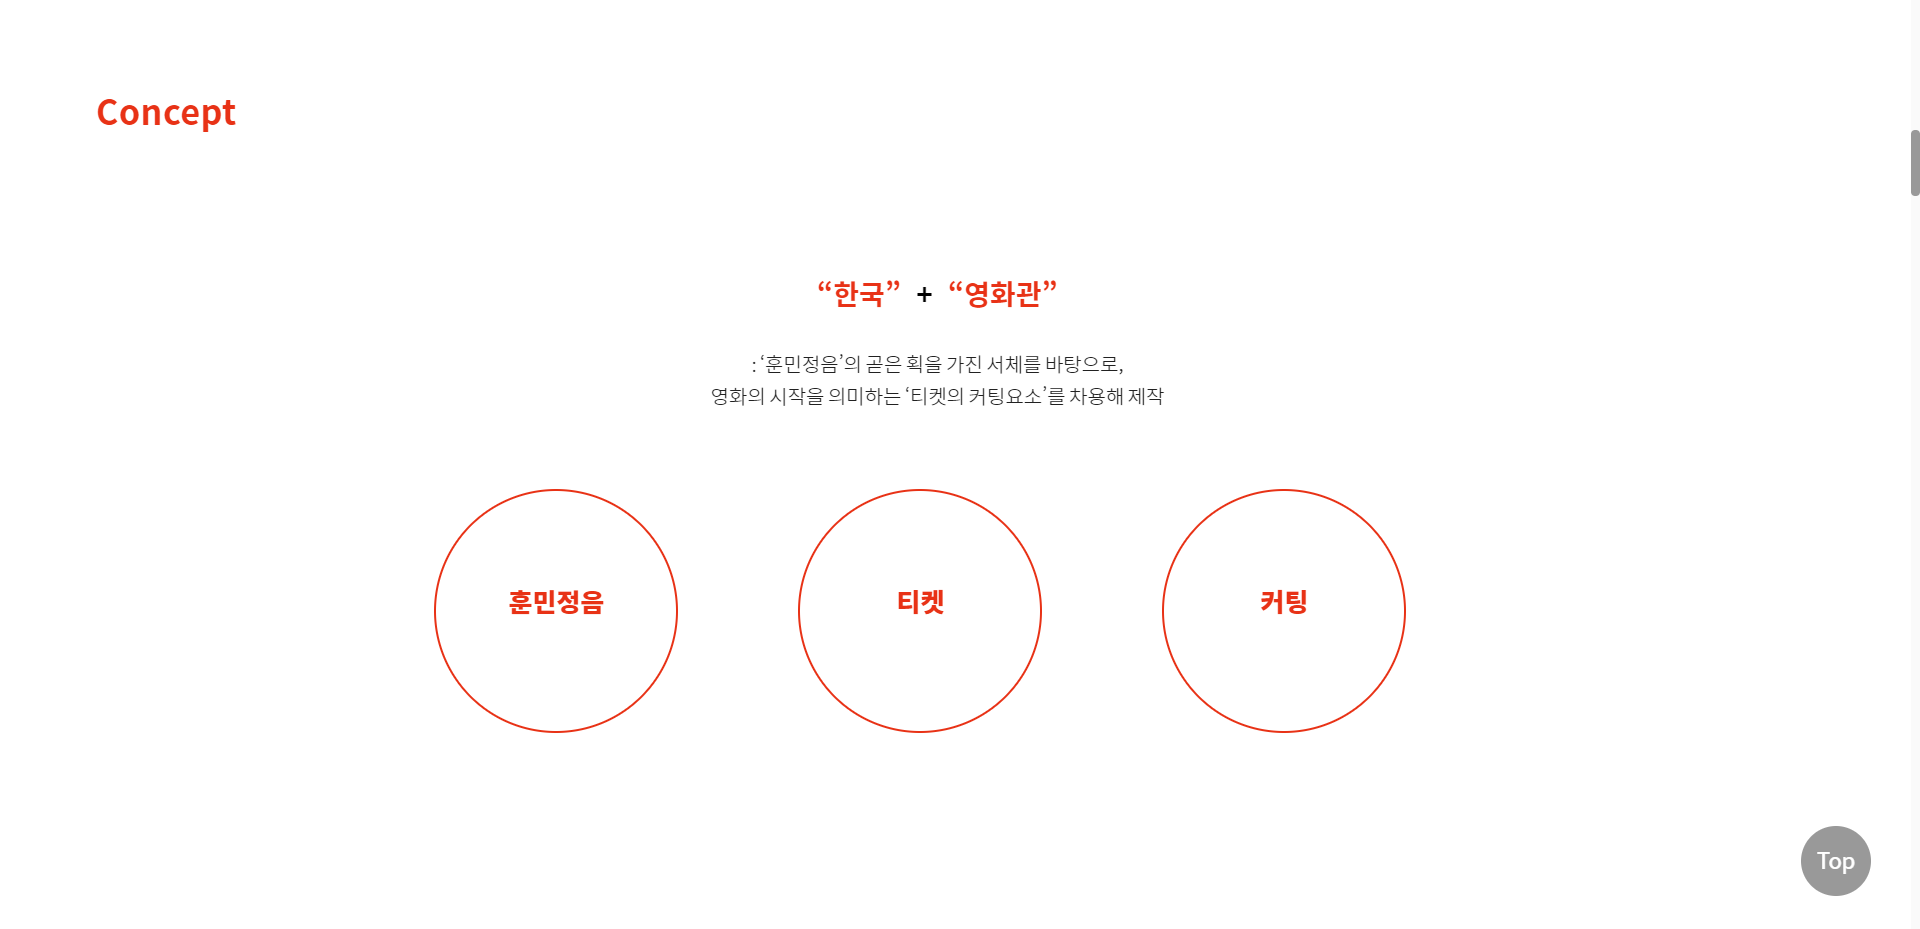 Concept
“한국” + “영화관”
: ‘훈민정음’의 곧은 획을 가진 서체를 바탕으로,
영화의 시작을 의미하는 ‘티켓의 커팅요소’를 차용해 제작
훈민정음
티켓
커팅
Top